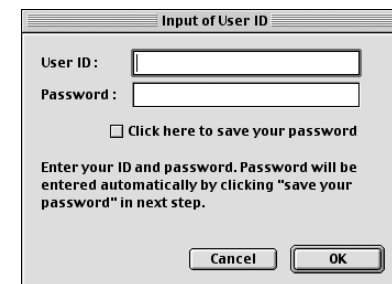 Input of User ID
User ID :
Password :
Click here to save your password
Enter your ID and password. Password will be
entered automatically by clicking "save your
password" in next step.
Cancel OK